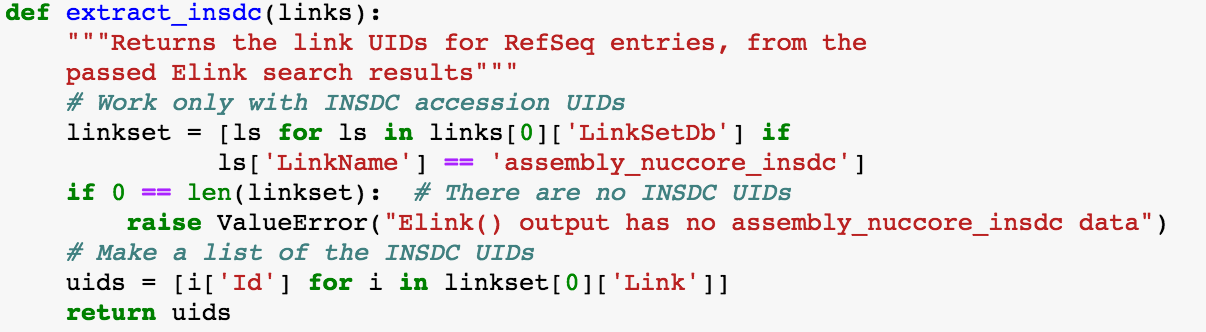 def extract_insdc(links):
    """Returns the link UIDs for RefSeq entries, from the
    passed Elink search results"""
    # Work only with INSDC accession UIDs
    linkset = [ls for ls in links[0]['LinkSetDb'] if
              ls['LinkName'] == 'assembly_nuccore_insdc']
    if 0 == len(linkset):  # There are no INSDC UIDs
        raise ValueError("Elink() output has no assembly_nuccore_insdc data")
    # Make a list of the INSDC UIDs
    uids = [i['Id'] for i in linkset[0]['Link']]
    return uids